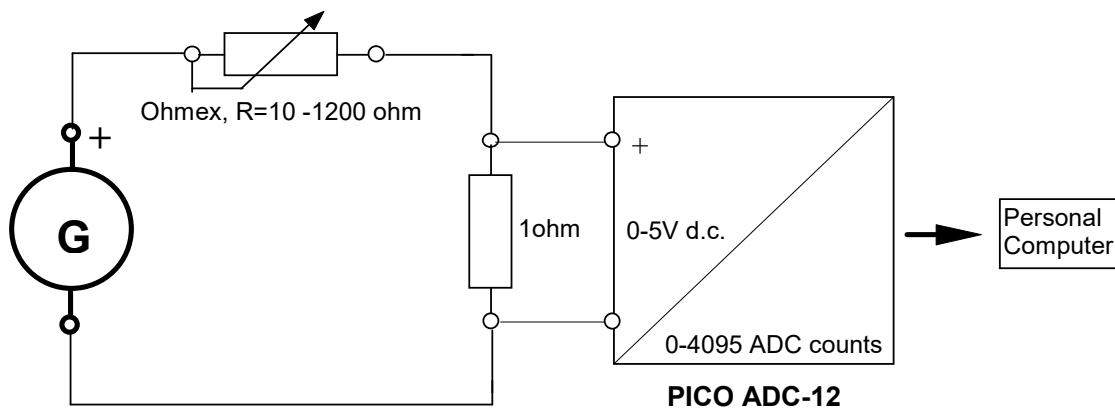 Ohmex, R=10 -1200 ohm
+
G
+
1ohm
0-5V d.c.
0-4095 ADC counts
PICO ADC-12
Personal
Computer